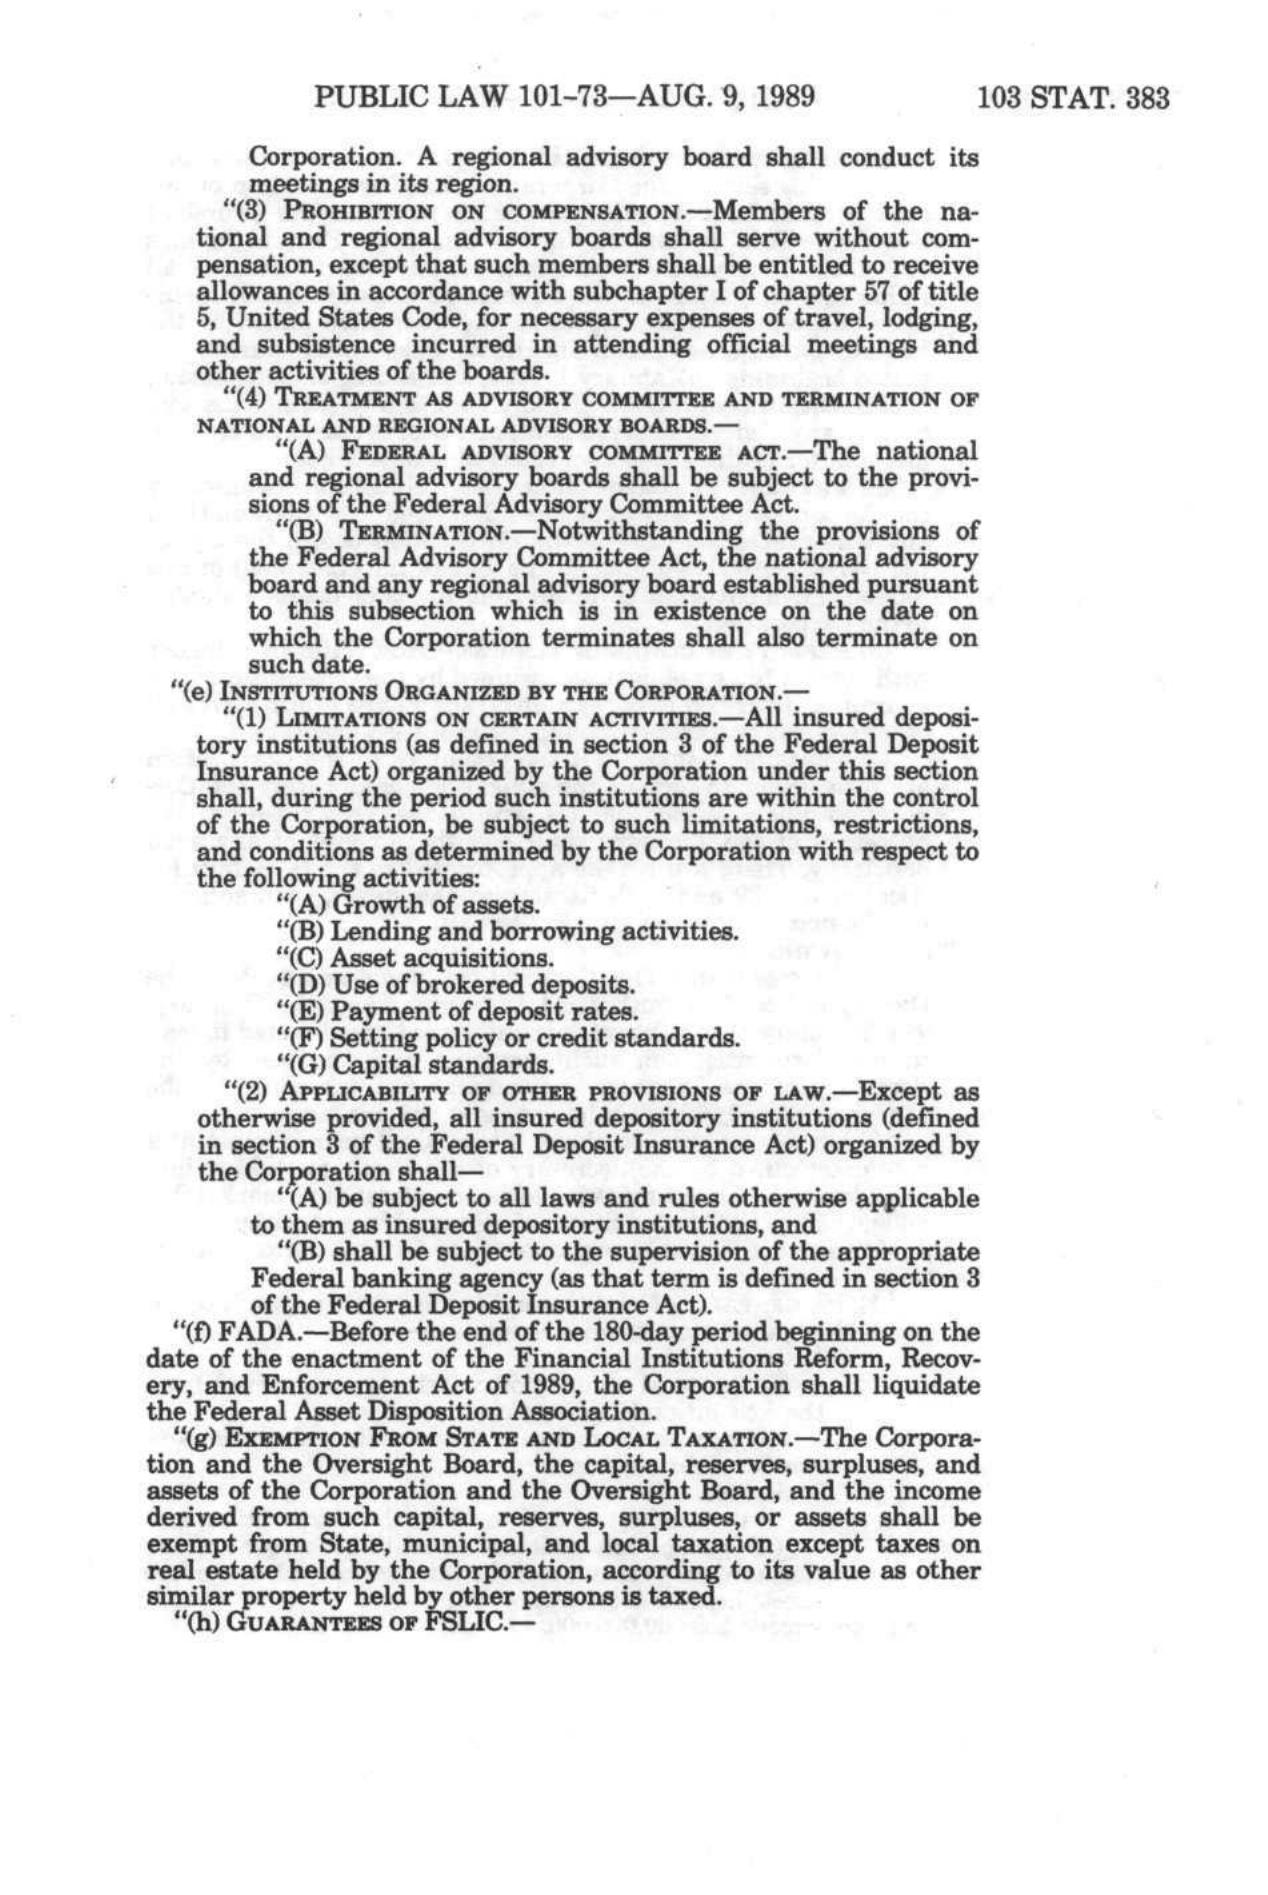 PUBLIC LAW 101–73—AUG. 9, 1989 103 STAT. 383
Corporation. A regional advisory board shall conduct its
meetings in its region.
“(3) PROHIBITION ON COMPENSATION.—Members of the na-
tional and regional advisory boards shall serve without com-
pensation, except that such members shall be entitled to receive
allowances in accordance with subchapter I of chapter 57 of title
5, United States Code, for necessary expenses of travel, lodging,
and subsistence incurred in attending official meetings and
other activities of the boards.
“(4) TREATMENT AS ADVISORY COMMITTEE AND TERMINATION OF
NATIONAL AND REGIONAL ADVISORY BOARDS.—
“(A) FEDERAL ADVISORY COMMITTEE ACT.—The national
and regional advisory boards shall be subject to the provi-
sions of the Federal Advisory Committee Act.
“(B) TERMINATION.—Notwithstanding the provisions of
the Federal Advisory Committee Act, the national advisory
board and any regional advisory board established pursuant
to this subsection which is in existence on the date on
which the Corporation terminates shall also terminate on
such date.
“(e) INSTITUTIONS ORGANIZED BY THE CORPORATION.—
“(1) LIMITATIONS ON CERTAIN ACTIVITIES.—All insured deposi-
tory institutions (as defined in section 3 of the Federal Deposit
Insurance Act) organized by the Corporation under this section
shall, during the period such institutions are within the control
of the Corporation, be subject to such limitations, restrictions,
and conditions as determined by the Corporation with respect to
the following activities:
“(A) Growth of assets.
“(B) Lending and borrowing activities.
“(C) Asset acquisitions.
“(D) Use of brokered deposits.
“(E) Payment of deposit rates.
“(F) Setting policy or credit standards.
“(G) Capital standards.
“(2) APPLICABILITY OF OTHER PROVISIONS OF LAW.—Except as
otherwise provided, all insured depository institutions (defined
in section 3 of the Federal Deposit Insurance Act) organized by
the Corporation shall—
“(A) be subject to all laws and rules otherwise applicable
to them as insured depository institutions, and
“(B) shall be subject to the supervision of the appropriate
Federal banking agency (as that term is defined in section 3
of the Federal Deposit Insurance Act).
“(f) FADA.—Before the end of the 180-day period beginning on the
date of the enactment of the Financial Institutions Reform, Recov-
ery, and Enforcement Act of 1989, the Corporation shall liquidate
the Federal Asset Disposition Association.
“(g) EXEMPTION FROM STATE AND LOCAL TAXATION.—The Corpora-
tion and the Oversight Board, the capital, reserves, surpluses, and
assets of the Corporation and the Oversight Board, and the income
derived from such capital, reserves, surpluses, or assets shall be
exempt from State, municipal, and local taxation except taxes on
real estate held by the Corporation, according to its value as other
similar property held by other persons is taxed.
“(h) GUARANTEES OF FSLIC.—